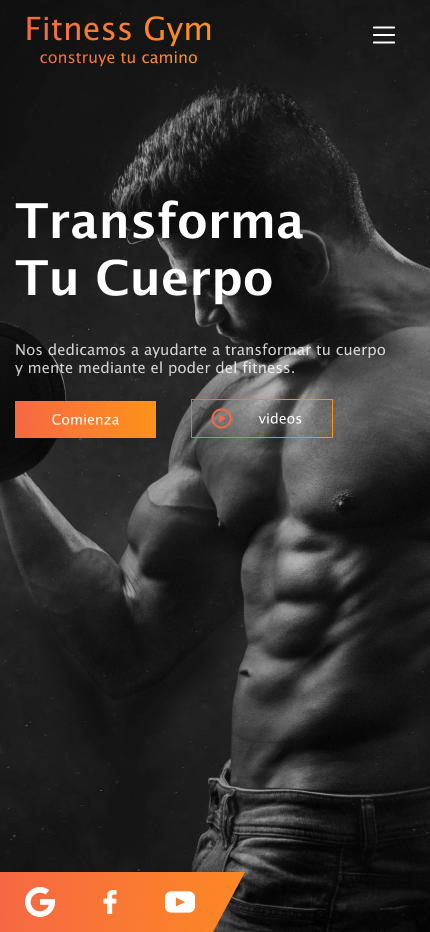 Fitness Gym
construye tu camino
Transforma
Tu Cuerpo
Nos dedicamos a ayudarte a transformar tu cuerpo
y mente mediante el poder del fitness.
Comienza
videos